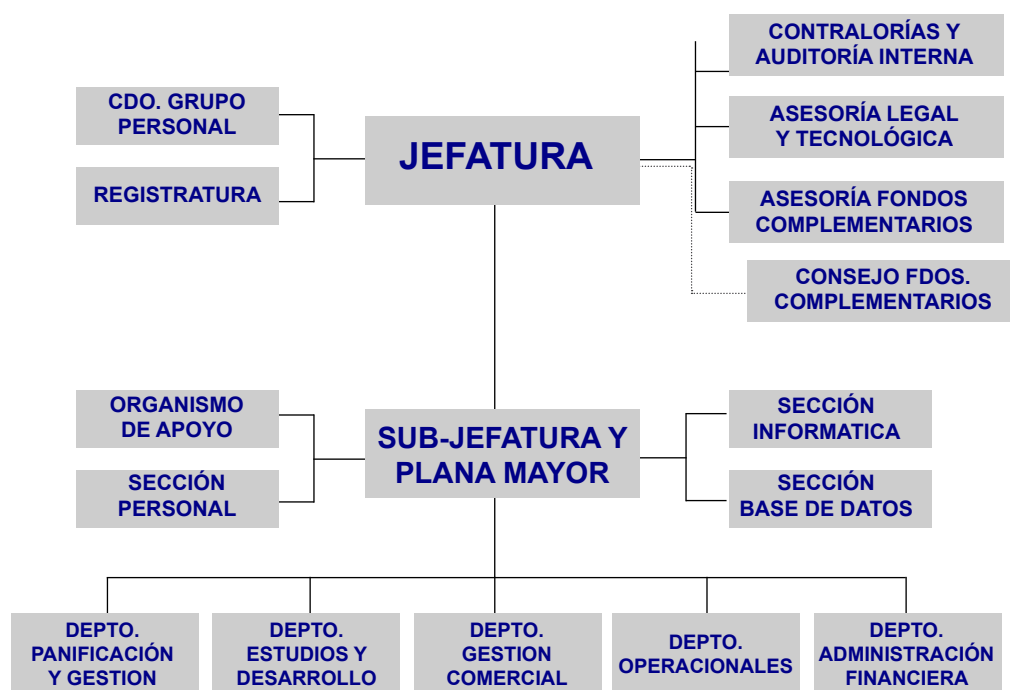 CONTRALORÍAS Y
AUDITORÍA INTERNA
CDO. GRUPO
PERSONAL
JEFATURA
ASESORÍA LEGAL
Y TECNOLÓGICA
REGISTRATURA
ASESORÍA FONDOS
COMPLEMENTARIOS
CONSEJO FDOS.
COMPLEMENTARIOS
ORGANISMO
DE APOYO
SUB-JEFATURA Y
PLANA MAYOR
SECCIÓN
INFORMATICA
SECCIÓN
PERSONAL
SECCIÓN
BASE DE DATOS
DEPTO.
PANIFICACIÓN
Y GESTION
DEPTO.
ESTUDIOS Y
DESARROLLO
DEPTO.
GESTION
COMERCIAL
DEPTO.
OPERACIONALES
DEPTO.
ADMINISTRACIÓN
FINANCIERA